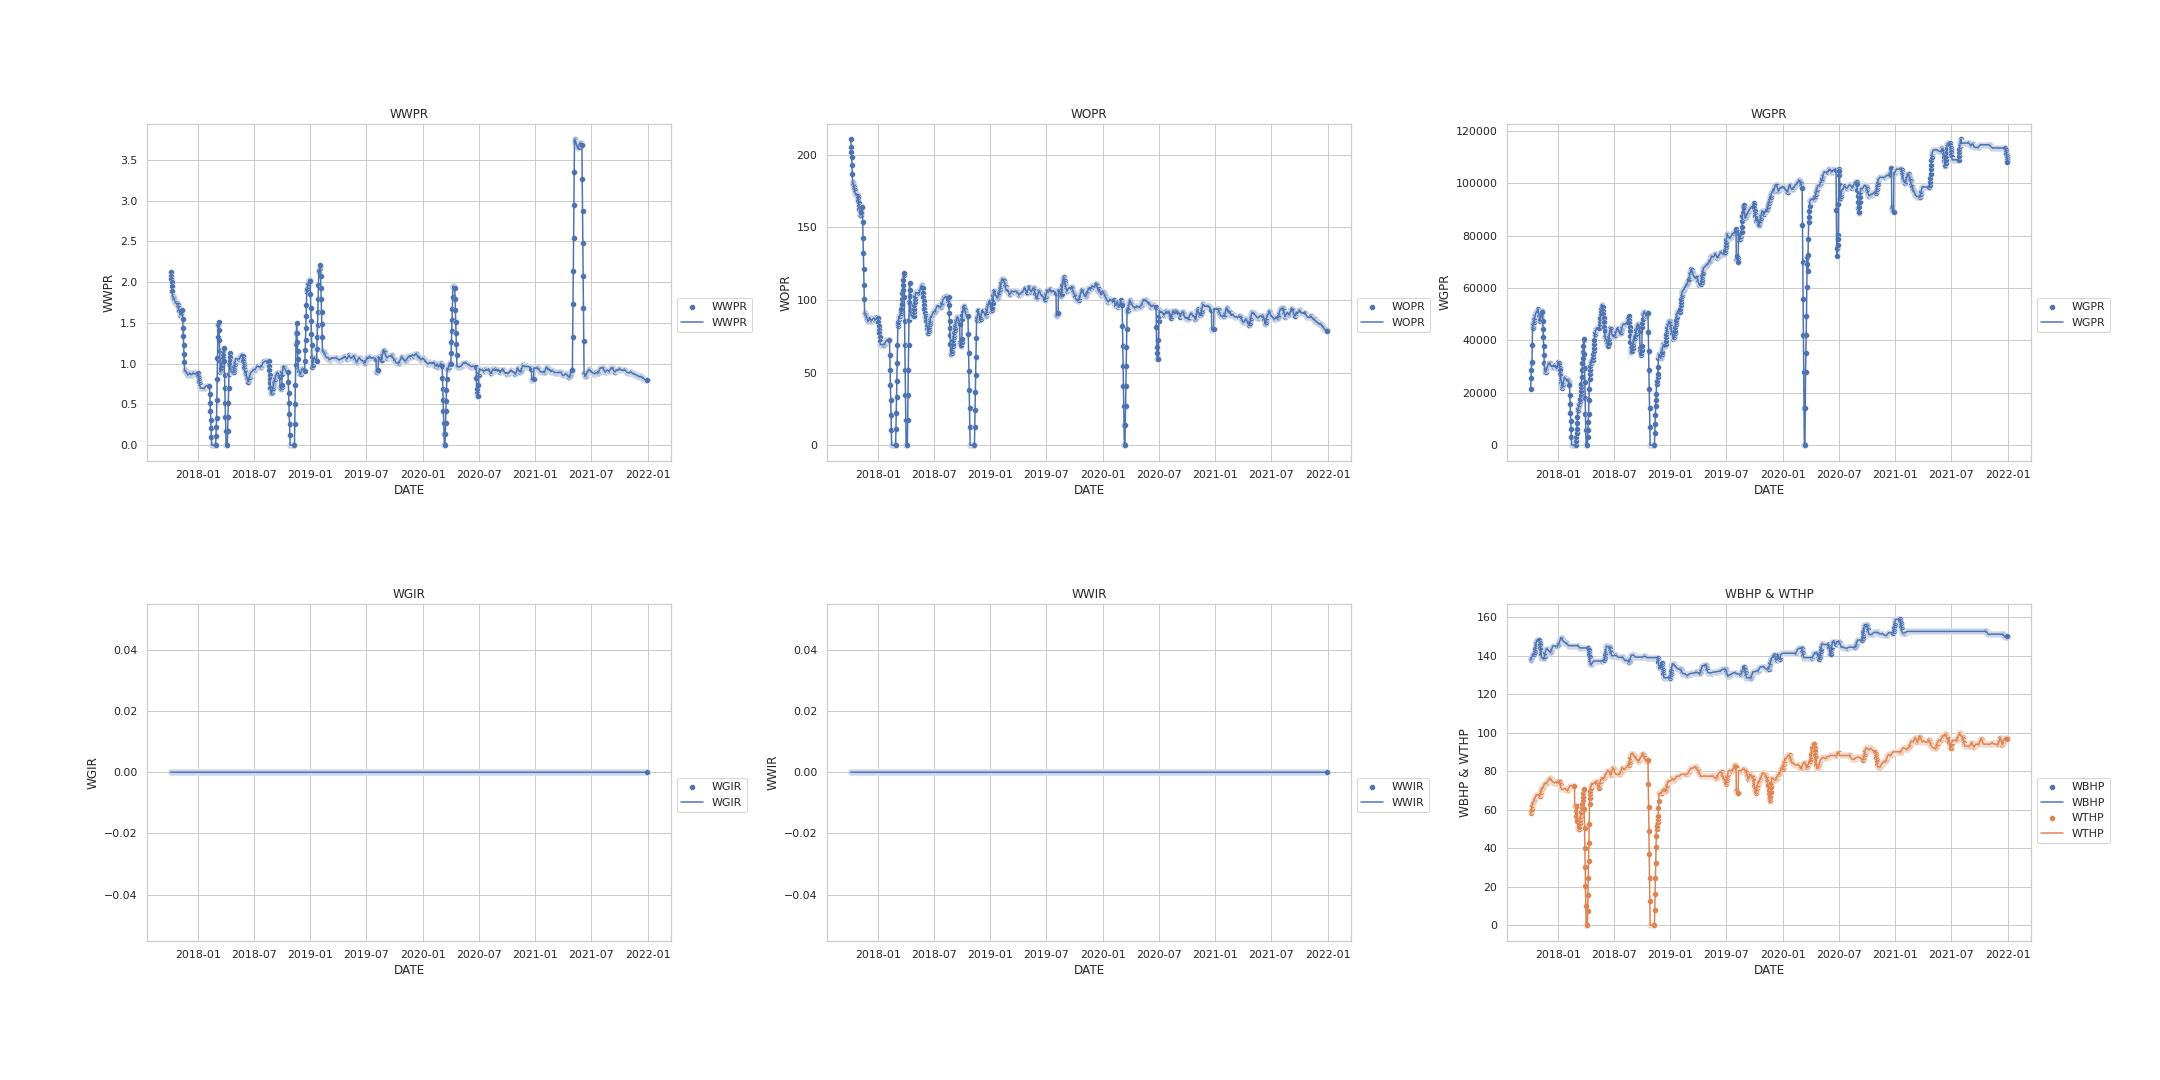 WWPR
WWPR
3.5
3.0
2.5
2.0
1.5
1.0
0.5
0.0
2018-01 2018-07 2019-01 2019-07 2020-01 2020-07 2021-01 2021-07 2022-01
DATE
WWPR
WWPR
WOPR
WOPR
200
150
100
50
0
2018-01 2018-07 2019-01 2019-07 2020-01 2020-07 2021-01 2021-07 2022-01
DATE
WOPR
WOPR
WGPR
WGPR
120000
100000
80000
60000
40000
20000
0
2018-01 2018-07 2019-01 2019-07 2020-01 2020-07 2021-01 2021-07 2022-01
DATE
WGPR
WGPR
WGIR
WGIR
0.04
0.02
0.00
−0.02
−0.04
2018-01 2018-07 2019-01 2019-07 2020-01 2020-07 2021-01 2021-07 2022-01
DATE
WGIR
WGIR
WWIR
WWIR
0.04
0.02
0.00
−0.02
−0.04
2018-01 2018-07 2019-01 2019-07 2020-01 2020-07 2021-01 2021-07 2022-01
DATE
WWIR
WWIR
WBHP & WTHP
WBHP & WTHP
160
140
120
100
80
60
40
20
0
2018-01 2018-07 2019-01 2019-07 2020-01 2020-07 2021-01 2021-07 2022-01
DATE
WBHP
WBHP
WTHP
WTHP